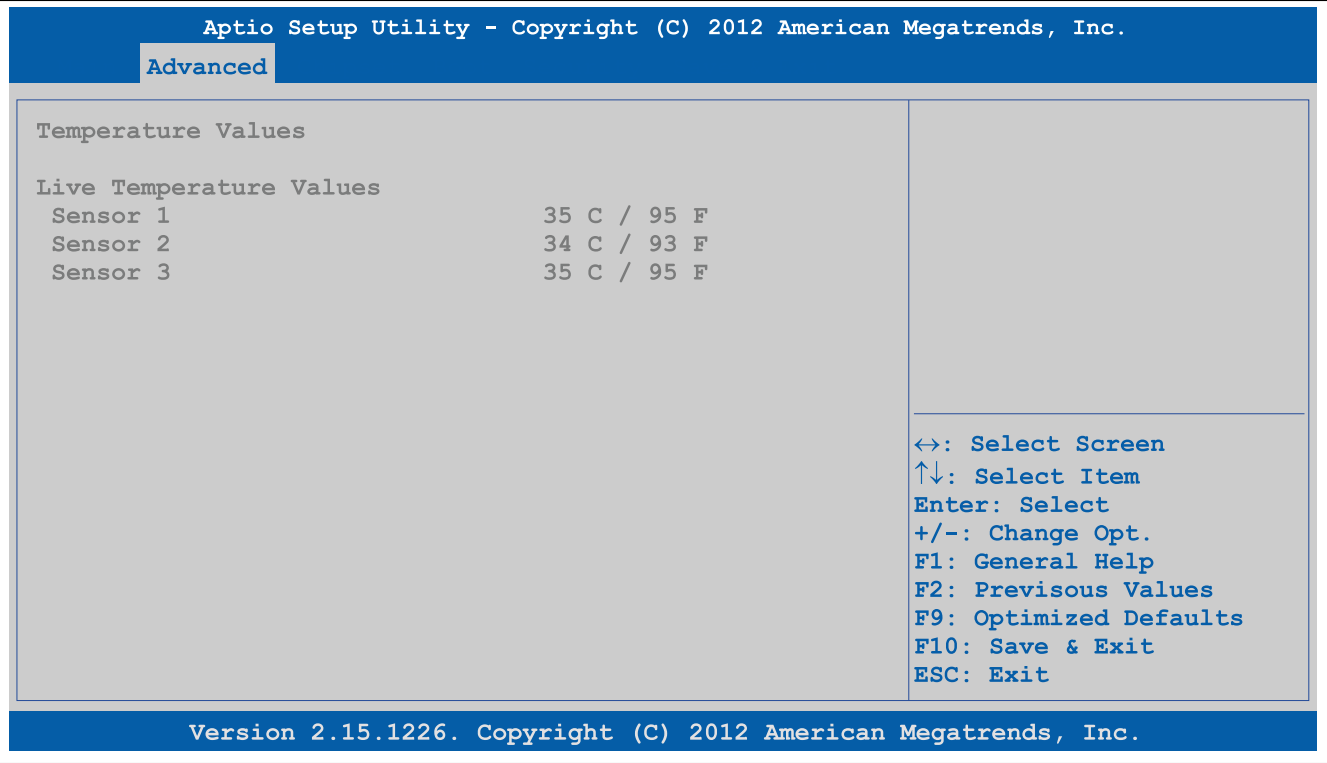 Aptio Setup Utility - Copyright (C) 2012 American Megatrends, Inc.
Advanced
Temperature Values
Live Temperature Values
Sensor 1 35 C / 95 F
Sensor 2 34 C / 93 F
Sensor 3 35 C / 95 F
↔: Select Screen
↑↓: Select Item
Enter: Select
+/-: Change Opt.
F1: General Help
F2: Previsous Values
F9: Optimized Defaults
F10: Save & Exit
ESC: Exit
Version 2.15.1226. Copyright (C) 2012 American Megatrends, Inc.